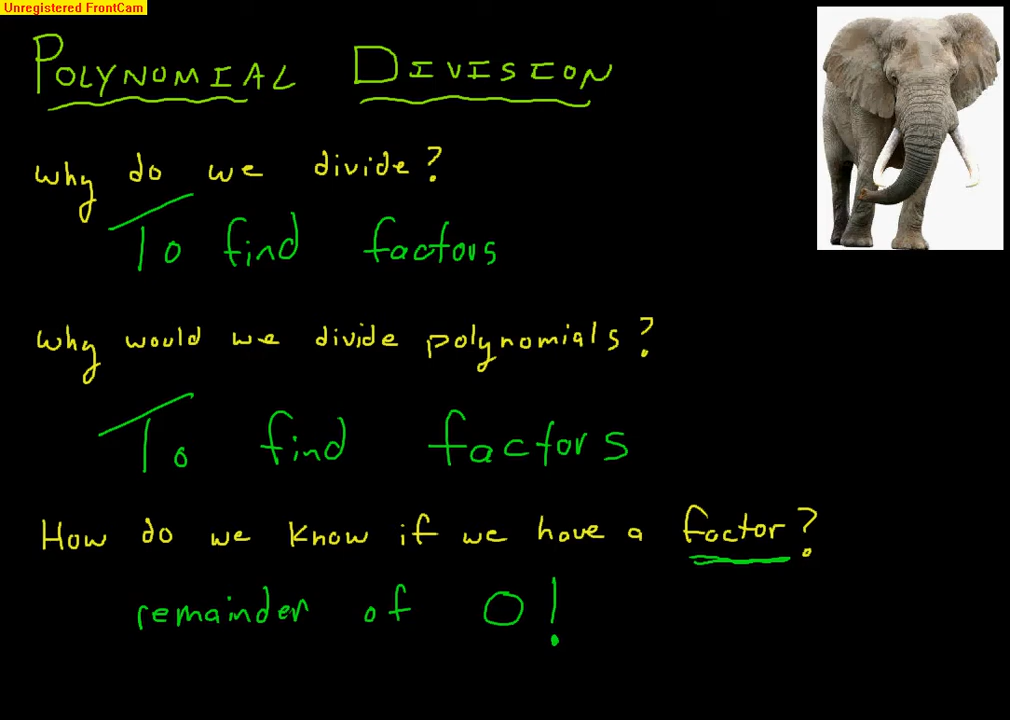 Unregistered FrontCam
POLYNOMIAL DIVISION
Why do we divide?
To find factors
Why would we divide polynomials?
To find factors
How do we know if we have a factor?
remainder of 0!